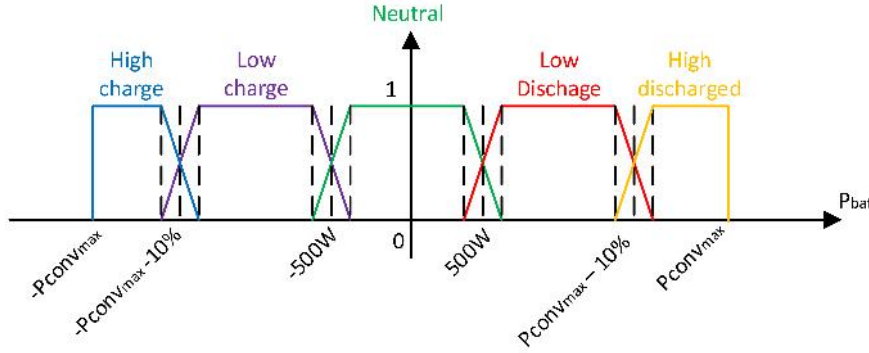 Neutral
High
charge
Low
charge
Low
Dischage
High
discharged
1
0
Pbat
-Pconvmax
-Pconvmax -10%
-500W
500W
Pconvmax – 10%
Pconvmax